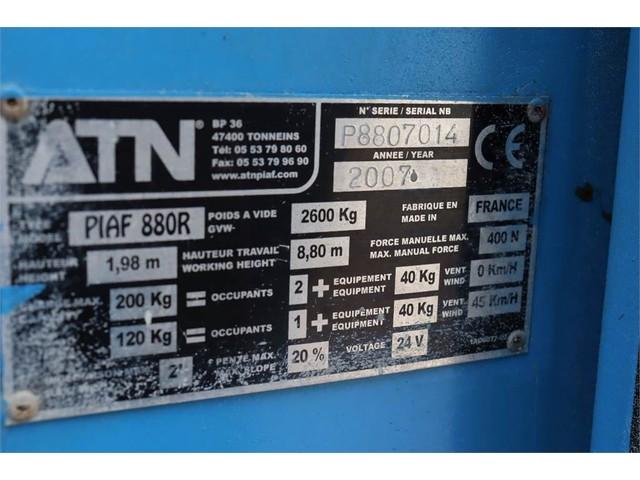 ATN®
BP 36
47400 TONNEINS
Tél: 05 53 79 80 60
Fax: 05 53 79 96 90
www.atnpiaf.com
N° SERIE / SERIAL NB
P8807014
ANNEE / YEAR
2007
CE
PIAF 880R
POIDS A VIDE
GVW-
2600 Kg
FABRIQUE EN
MADE IN
FRANCE
HAUTEUR
HEIGHT
1,98 m
HAUTEUR TRAVAIL
WORKING HEIGHT
8,80 m
FORCE MANUELLE MAX.
MAX. MANUAL FORCE
400 N
200 Kg = OCCUPANTS 2 + EQUIPEMENT
EQUIPMENT
40 Kg
VENT
WIND
0 Km/H
120 Kg = OCCUPANTS 1 + EQUIPEMENT
EQUIPMENT
40 Kg
VENT
WIND
45 Km/H
2°
PENTE MAX.
MAX. SLOPE
20 %
VOLTAGE
24 V